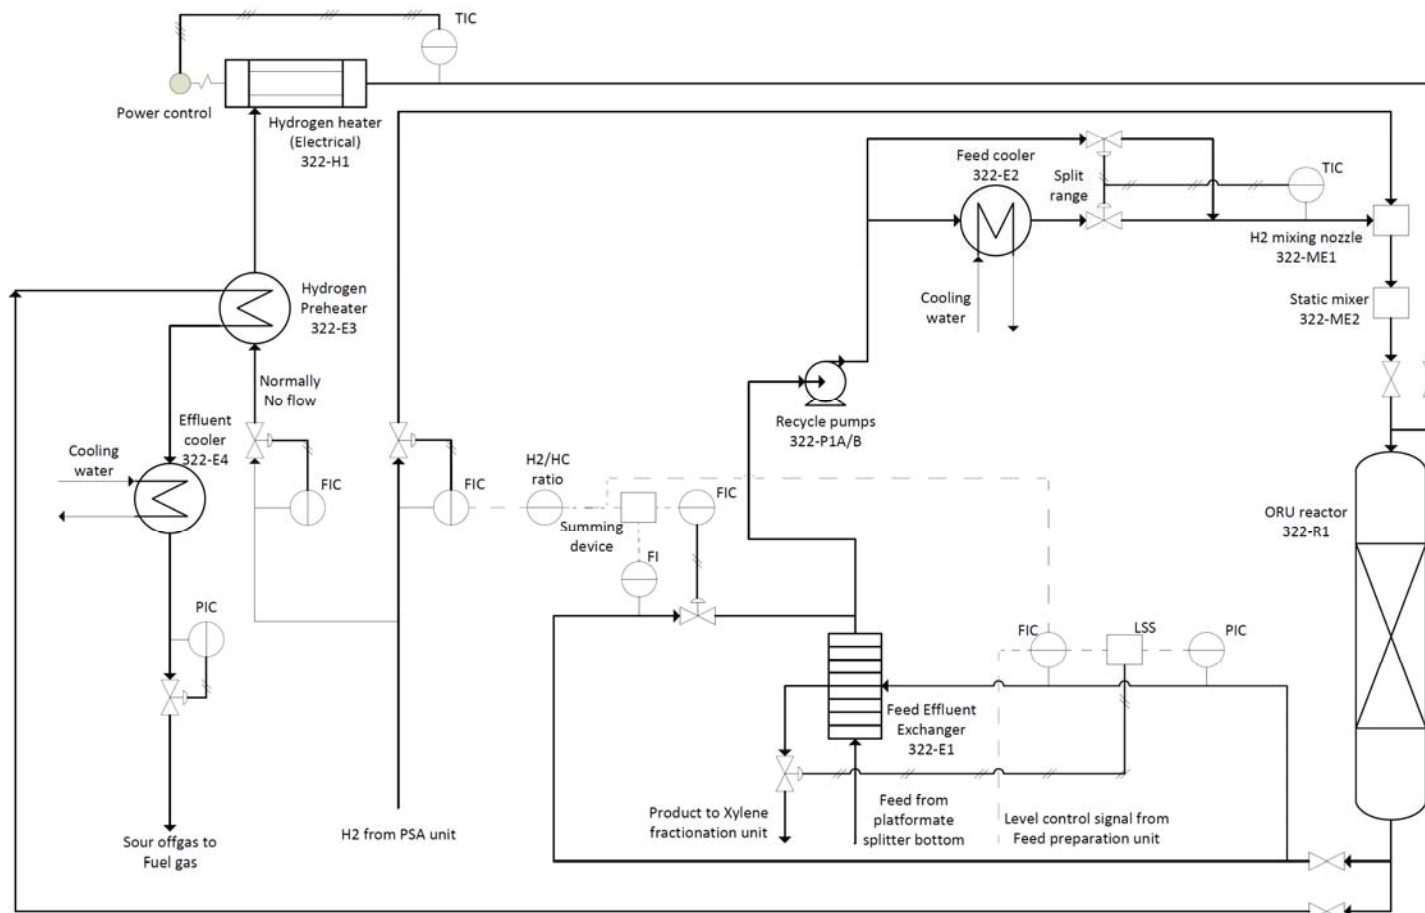 TIC
Power control
Hydrogen heater
(Electrical)
322-H1
Feed cooler
322-E2
Split
range
TIC
H2 mixing nozzle
322-ME1
Hydrogen
Preheater
322-E3
Cooling
water
Static mixer
322-ME2
Normally
No flow
Effluent
cooler
322-E4
Cooling
water
Recycle pumps
322-P1A/B
FIC
FIC
H2/HC
ratio
Summing
device
FIC
FI
ORU reactor
322-R1
PIC
FIC
LSS
PIC
Feed Effluent
Exchanger
322-E1
Sour offgas to
Fuel gas
H2 from PSA unit
Product to Xylene
fractionation unit
Feed from
platformate
splitter bottom
Level control signal from
Feed preparation unit